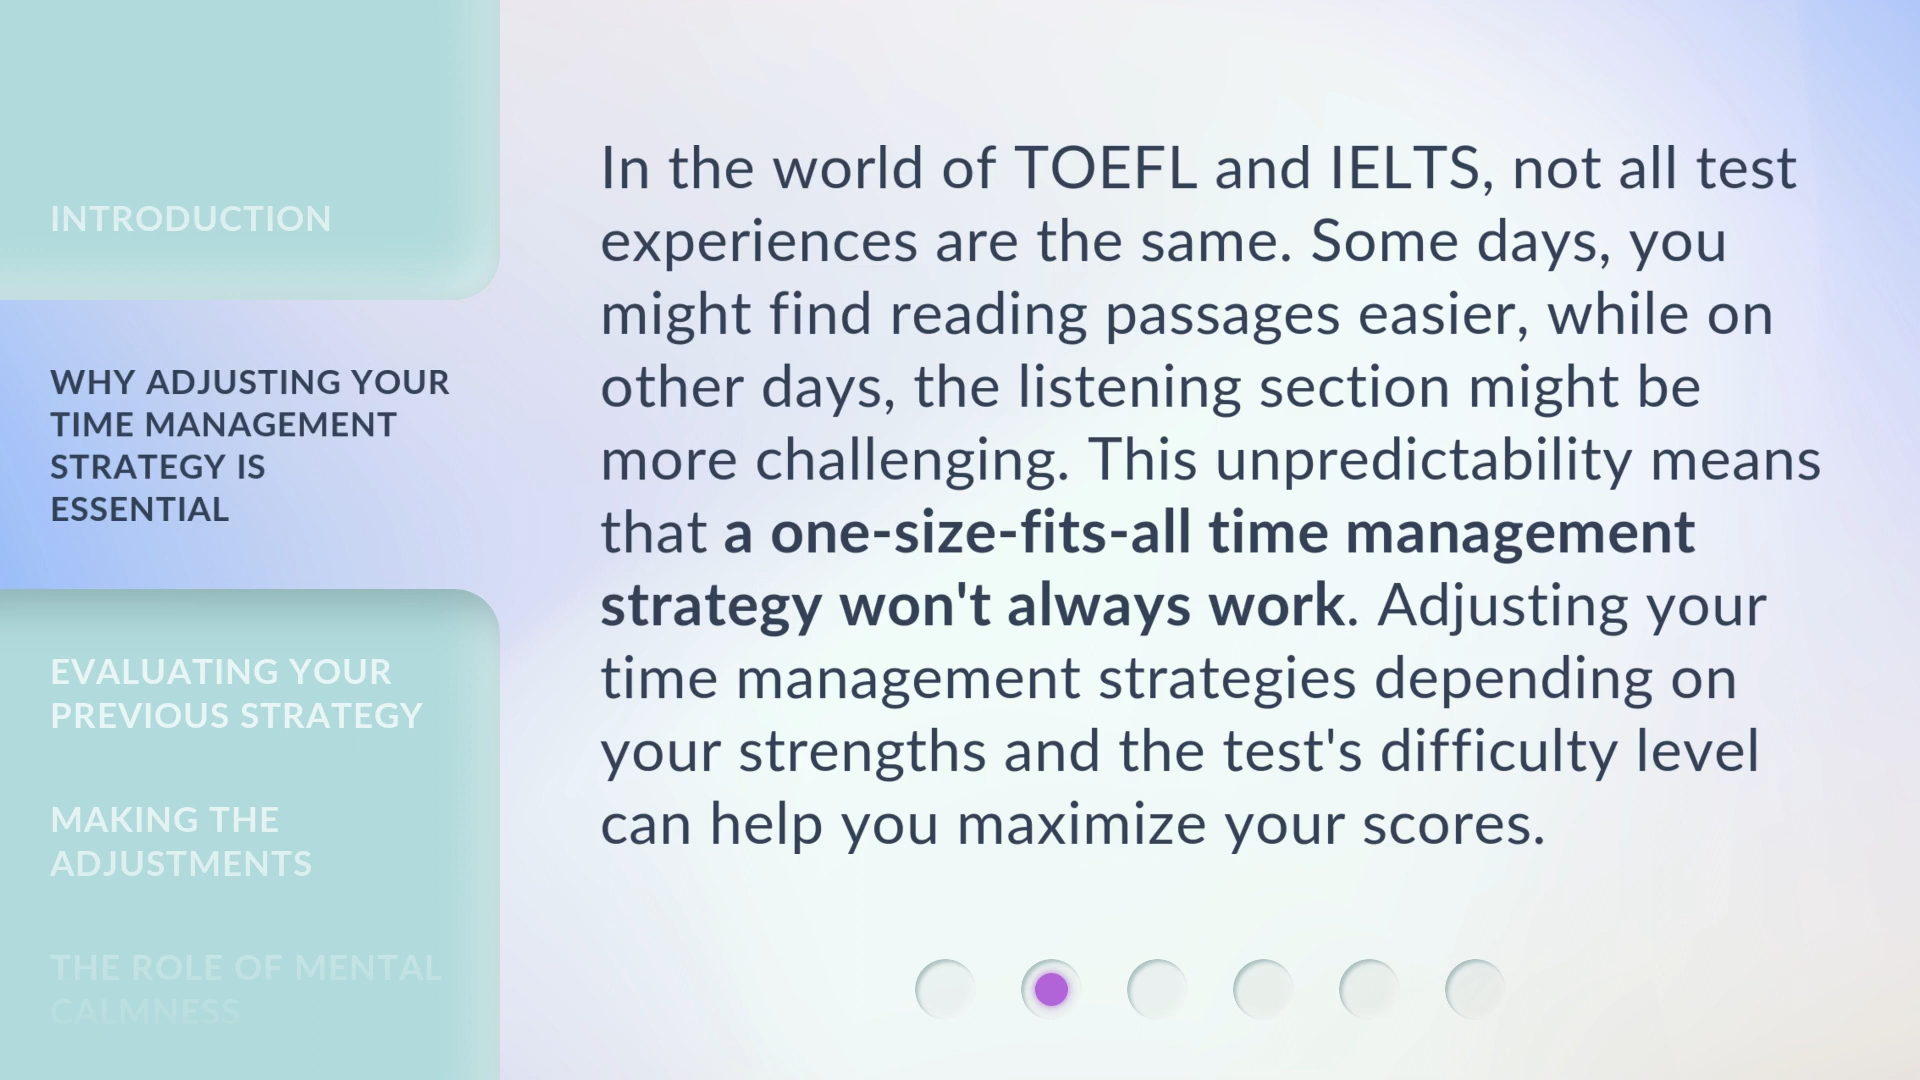 INTRODUCTION
WHY ADJUSTING YOUR
TIME MANAGEMENT
STRATEGY IS
ESSENTIAL
EVALUATING YOUR
PREVIOUS STRATEGY
MAKING THE
ADJUSTMENTS
THE ROLE OF MENTAL
CALMNESS
In the world of TOEFL and IELTS, not all test
experiences are the same. Some days, you
might find reading passages easier, while on
other days, the listening section might be
more challenging. This unpredictability means
that a one-size-fits-all time management
strategy won't always work. Adjusting your
time management strategies depending on
your strengths and the test's difficulty level
can help you maximize your scores.